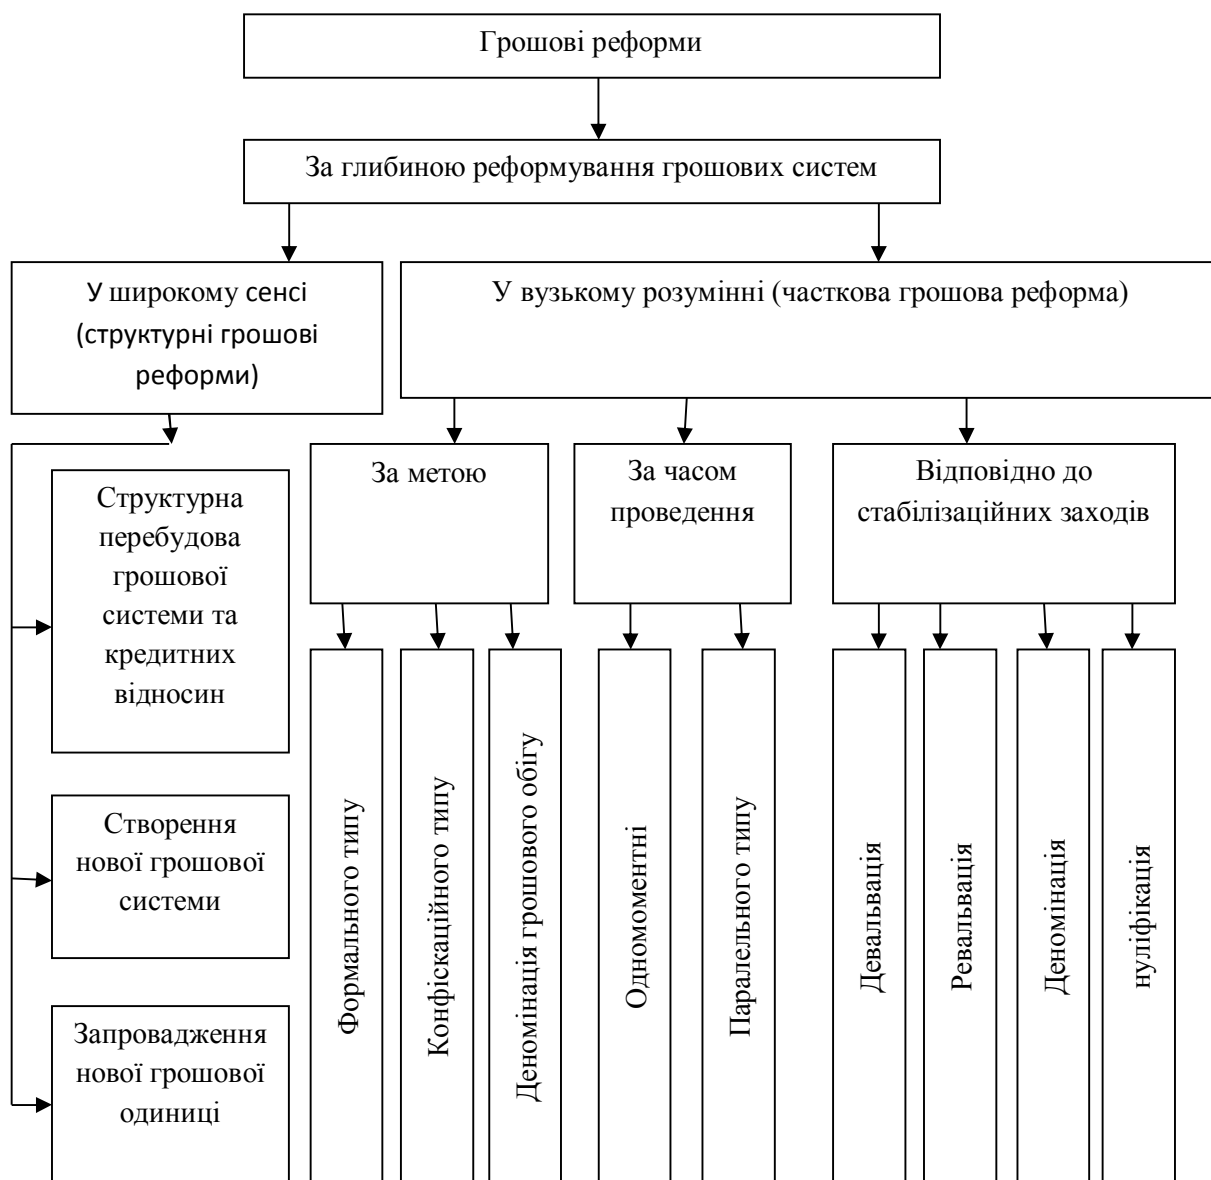 Грошові реформи
За глибиною реформування грошових систем
У широкому сенсі
(структурні грошові
реформи)
У вузькому розумінні (часткова грошова реформа)
Структурна
перебудова
грошової
системи та
кредитних
відносин
Створення
нової грошової
системи
Запровадження
нової грошової
одиниці
За метою
За часом
проведення
Відповідно до
стабілізаційних заходів
Формального типу
Конфіскаційного типу
Деномінація грошового обігу
Одномоментні
Паралельного типу
Девальвація
Ревальвація
Деномінація
нуліфікація